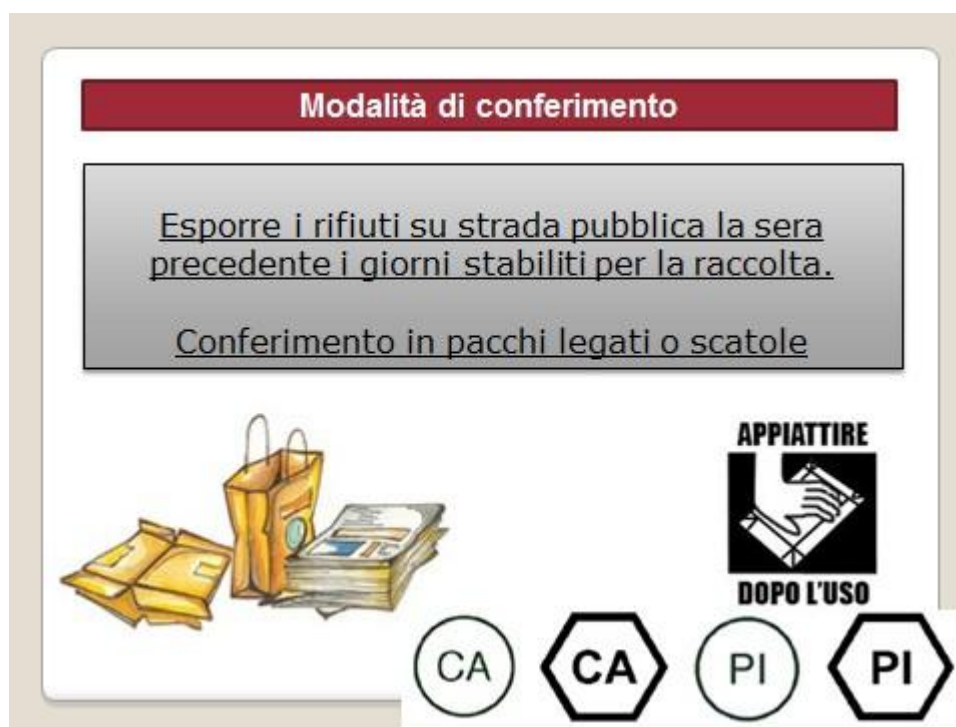 Modalità di conferimento
Esporre i rifiuti su strada pubblica la sera
precedente i giorni stabiliti per la raccolta.
Conferimento in pacchi legati o scatole
APPIATTIRE
DOPO L'USO
CA CA PI PI